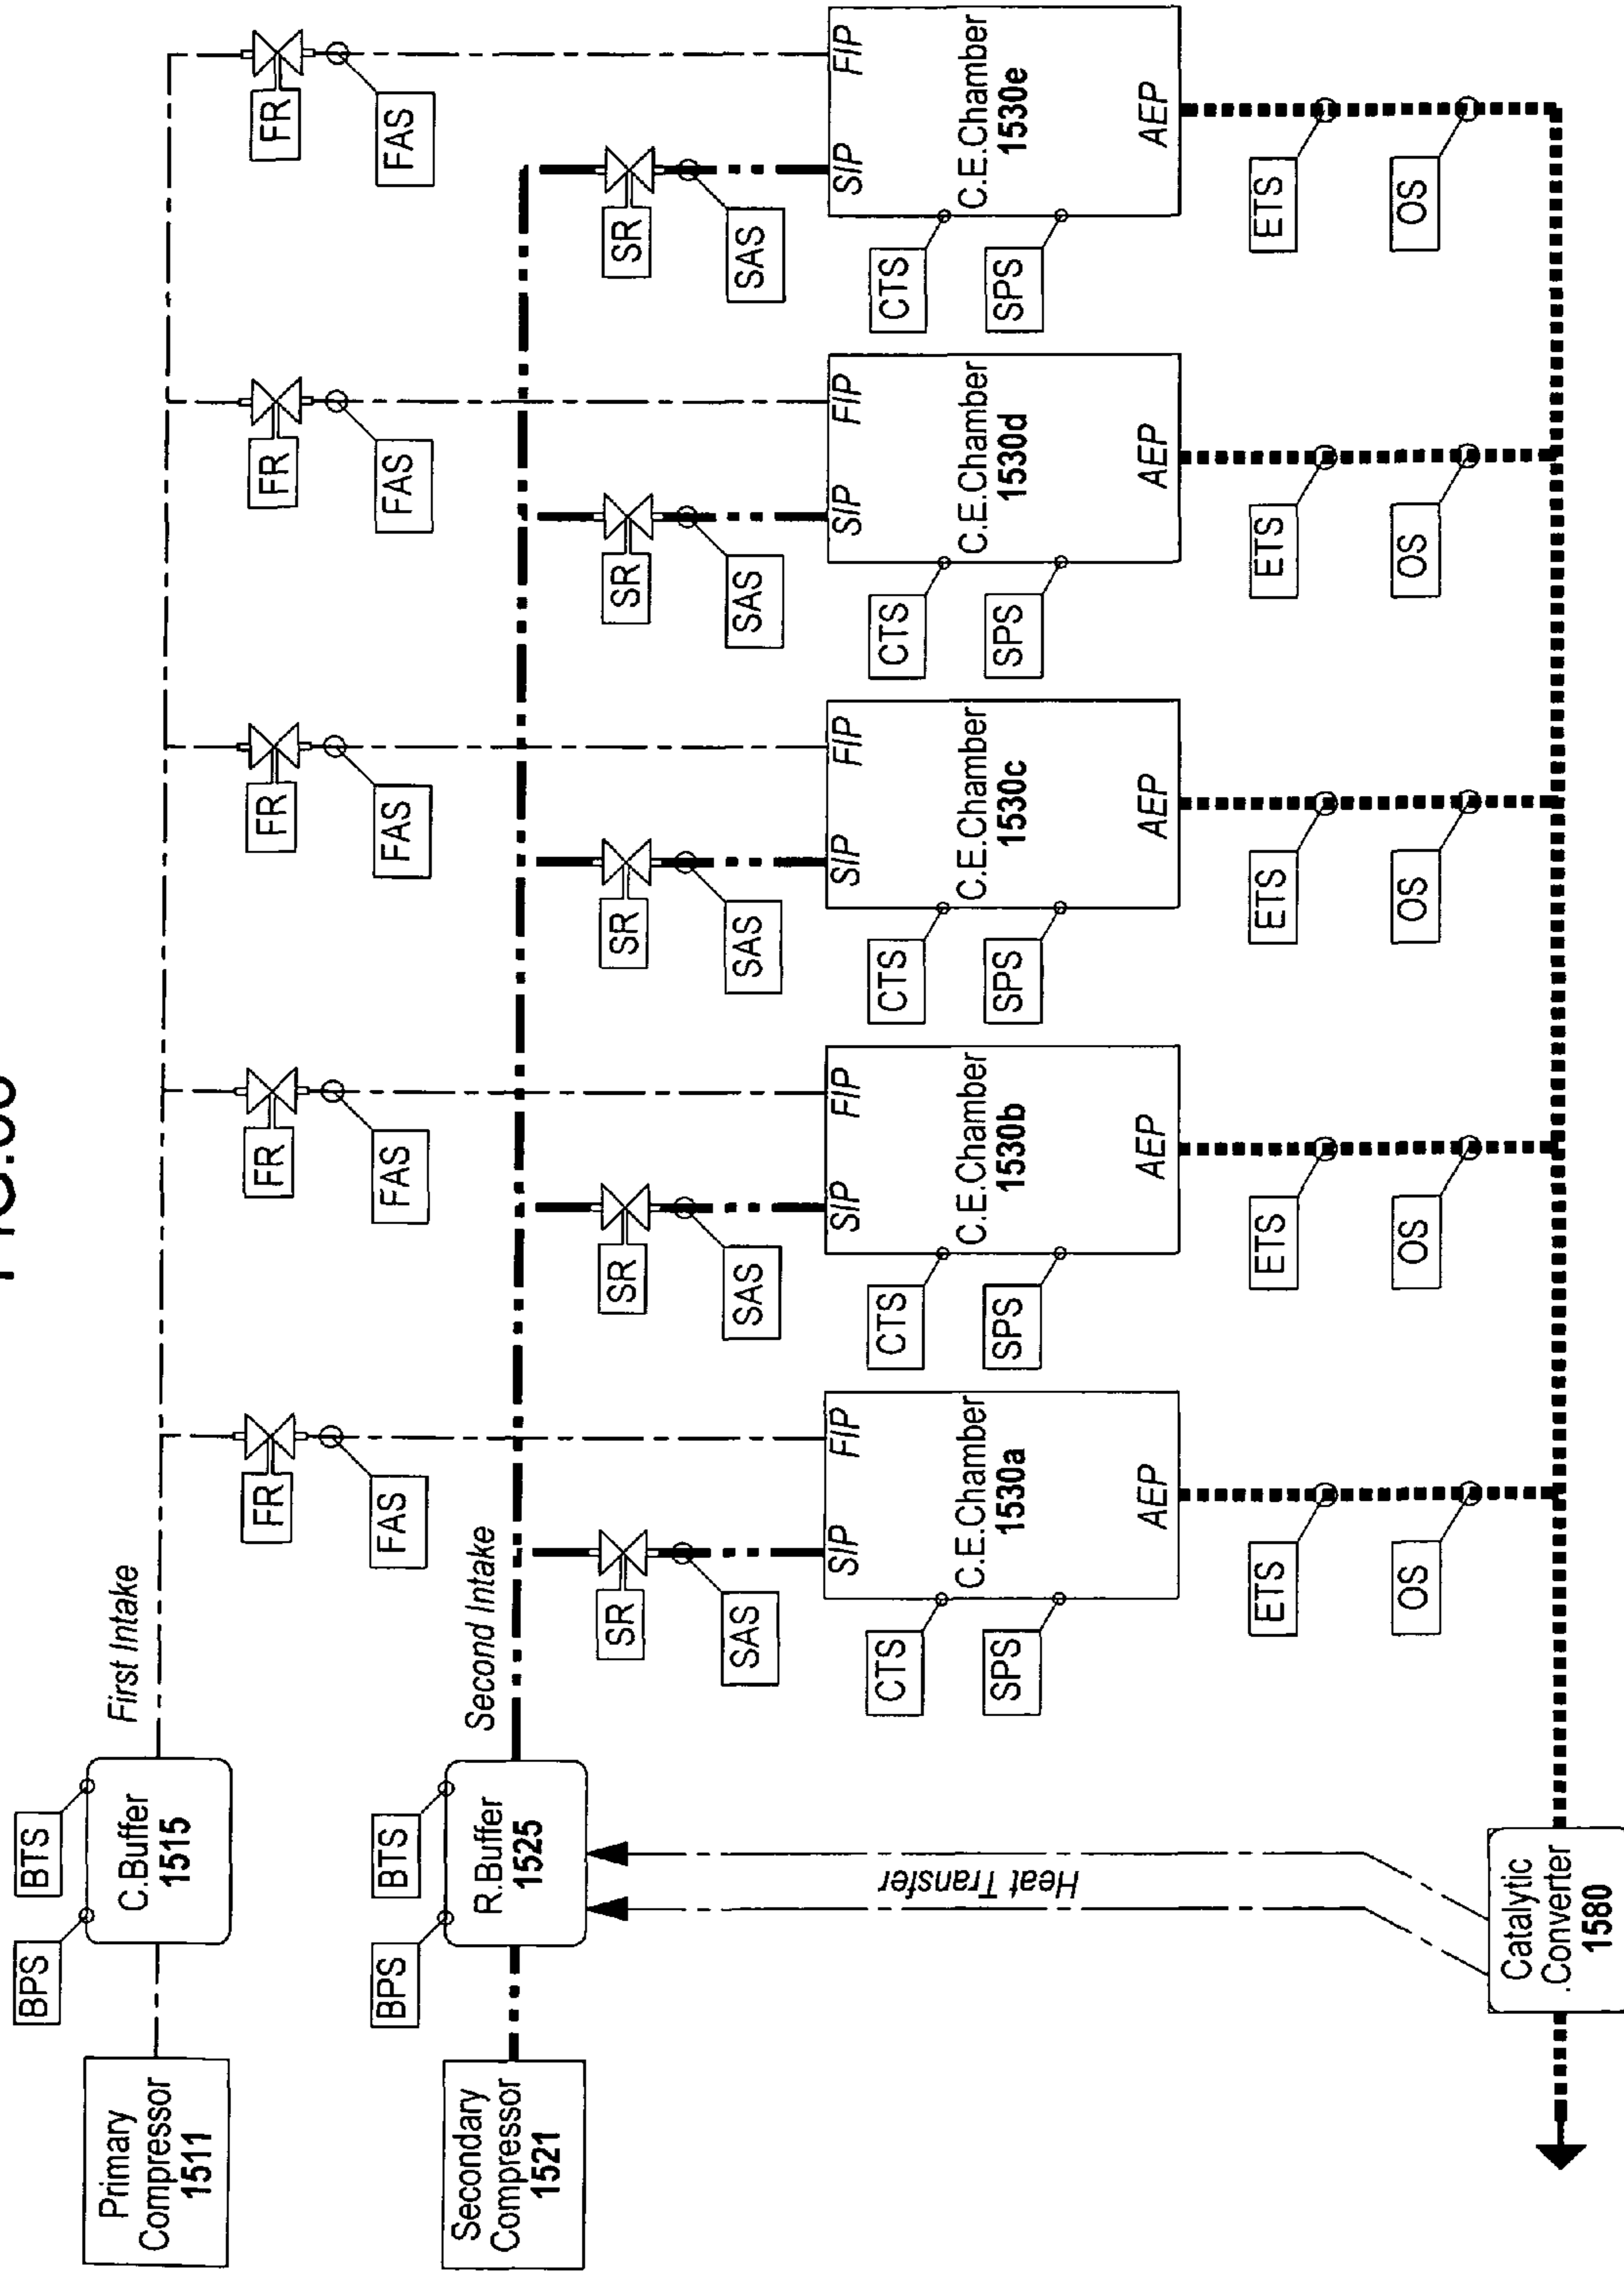 BPS
BTS
Primary
Compressor
1511
C.Buffer
1515
First Intake
FR
FR
FR
FR
FR
FAS
FAS
FAS
FAS
FAS
BPS
BTS
Secondary
Compressor
1521
R.Buffer
1525
Second Intake
SR
SR
SR
SR
SR
SAS
SAS
SAS
SAS
SAS
SIP
FIP
SIP
FIP
SIP
FIP
SIP
FIP
SIP
FIP
CTS
CTS
CTS
CTS
CTS
C.E.Chamber
1530a
C.E.Chamber
1530b
C.E.Chamber
1530c
C.E.Chamber
1530d
C.E.Chamber
1530e
SPS
SPS
SPS
SPS
SPS
Heat Transfer
AEP
AEP
AEP
AEP
AEP
ETS
ETS
ETS
ETS
ETS
OS
OS
OS
OS
OS
Catalytic
.Converter
1580